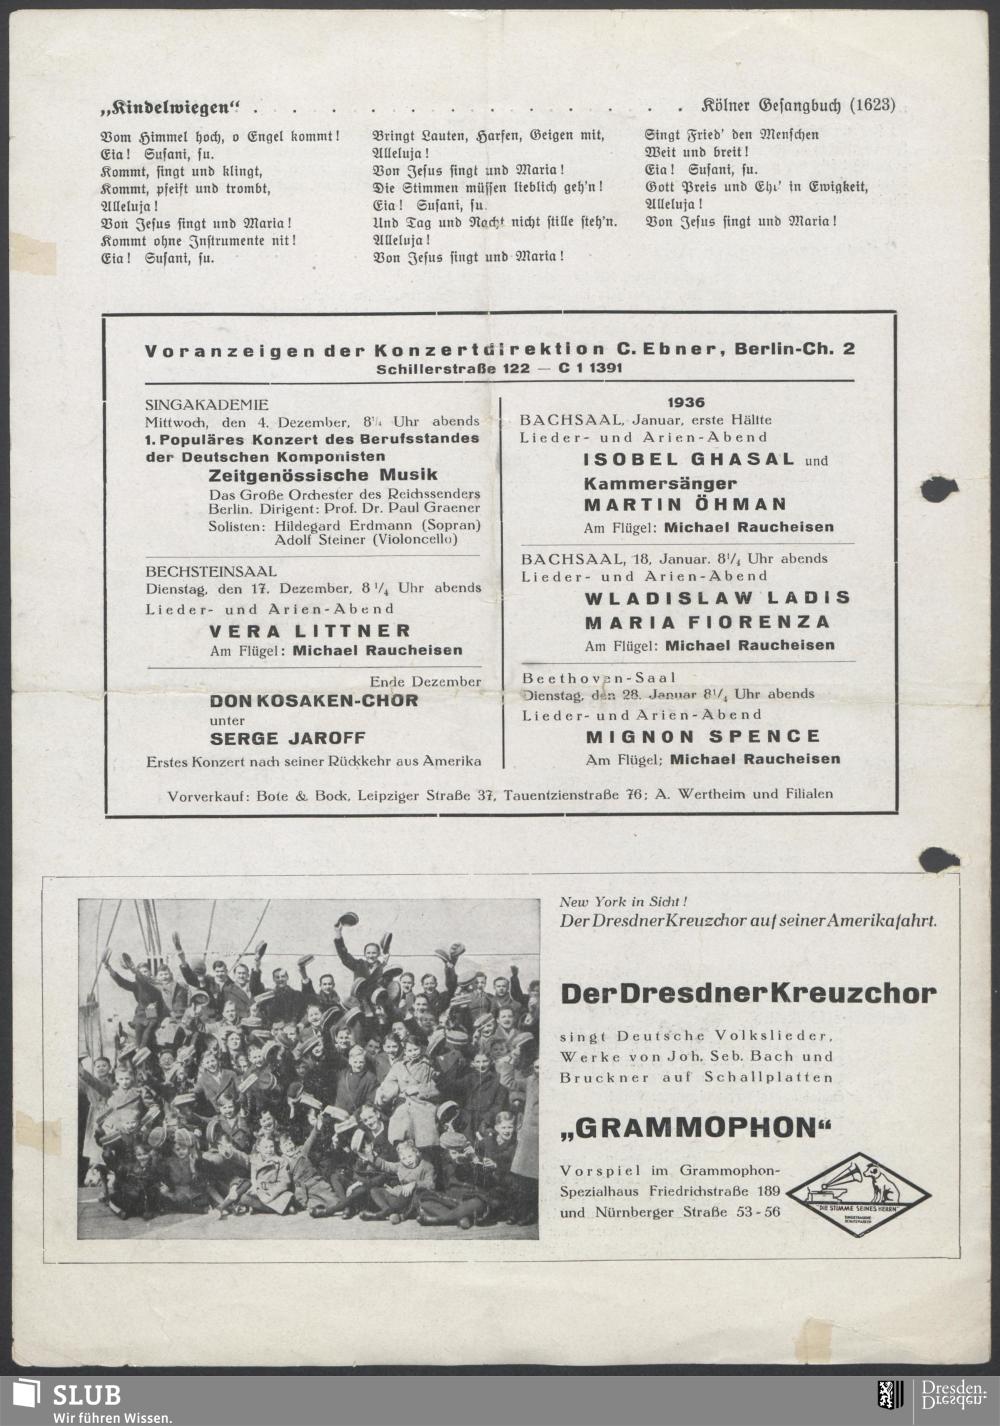 „Kindelwiegen“ . . . . . . . . . . . . . . . Kölner Gesangbuch (1623)
Vom Himmel hoch, o Engel kommt!
Eia! Susani, su.
Kommt, singt und klingt,
Kommt, pfeift und trombt,
Alleluja!
Von Jesus singt und Maria!
Kommt ohne Instrumente nit!
Eia! Susani, su.
Bringt Lauten, Harfen, Geigen mit,
Alleluja!
Von Jesus singt und Maria!
Die Stimmen müssen lieblich geh'n!
Eia! Susani, su.
Und Tag und Nacht nicht stille steh'n.
Alleluja!
Von Jesus singt und Maria!
Singt Fried' den Menschen
Weit und breit!
Eia! Susani, su.
Gott Preis und Ehr' in Ewigkeit,
Alleluja!
Von Jesus singt und Maria!
Voranzeigen der Konzertdirektion C. Ebner, Berlin-Ch. 2
Schillerstraße 122 — C 1 1391
SINGAKADEMIE
Mittwoch, den 4. Dezember, 8¼ Uhr abends
1. Populäres Konzert des Berufsstandes
der Deutschen Komponisten
Zeitgenössische Musik
Das Große Orchester des Reichssenders
Berlin. Dirigent: Prof. Dr. Paul Graener
Solisten: Hildegard Erdmann (Sopran)
Adolf Steiner (Violoncello)
BECHSTEINSAAL
Dienstag, den 17. Dezember, 8¼ Uhr abends
Lieder- und Arien-Abend
VERA LITTNER
Am Flügel: Michael Raucheisen
Ende Dezember
DON KOSAKEN-CHOR
unter
SERGE JAROFF
Erstes Konzert nach seiner Rückkehr aus Amerika
1936
BACHSAAL, Januar, erste Hältte
Lieder- und Arien-Abend
ISOBEL GHASAL und
Kammersänger
MARTIN ÖHMAN
Am Flügel: Michael Raucheisen
BACHSAAL, 18, Januar. 8¼ Uhr abends
Lieder- und Arien-Abend
WLADISLAW LADIS
MARIA FIORENZA
Am Flügel: Michael Raucheisen
Beethoven-Saal
Dienstag, den 28. Januar 8¼ Uhr abends
Lieder- und Arien-Abend
MIGNON SPENCE
Am Flügel; Michael Raucheisen
Vorverkauf: Bote & Bock, Leipziger Straße 37, Tauentzienstraße 76; A. Wertheim und Filialen
New York in Sicht!
Der Dresdner Kreuzchor auf seiner Amerikafahrt.
Der Dresdner Kreuzchor
singt Deutsche Volkslieder,
Werke von Joh. Seb. Bach und
Bruckner auf Schallplatten
„GRAMMOPHON“
Vorspiel im Grammophon-
Spezialhaus Friedrichstraße 189
und Nürnberger Straße 53-56
"DIE STIMME SEINES HERRN"
EINGETRAGENE
SCHUTZMARKEN
SLUB
Wir führen Wissen.
Dresden.
Dresden.